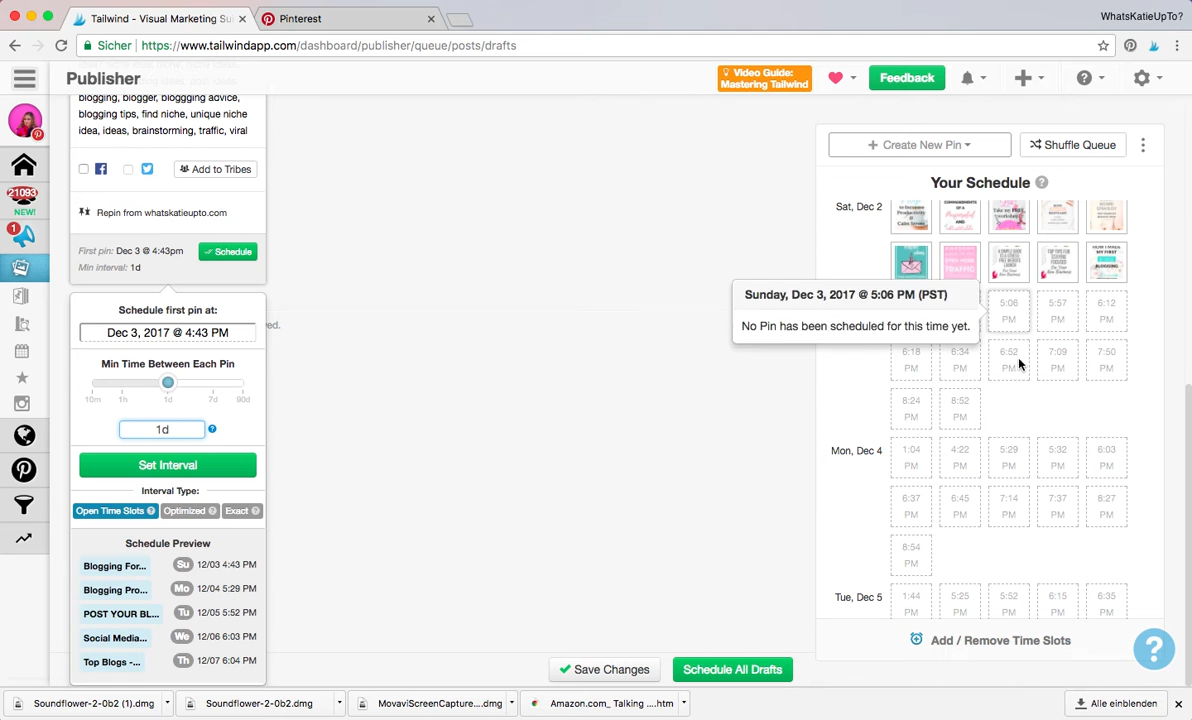 Tailwind - Visual Marketing Sui
Pinterest
WhatsKatieUpTo?
Sicher
https://www.tailwindapp.com/dashboard/publisher/queue/posts/drafts
Publisher
Video Guide:
Mastering Tailwind
Feedback
21093
NEW!
1
blogging, blogger, bloggging advice,
blogging tips, find niche, unique niche
idea, ideas, brainstorming, traffic, viral
Add to Tribes
Repin from whatskatieupto.com
First pin: Dec 3 @ 4:43pm
Min interval: 1d
Schedule
Schedule first pin at:
Dec 3, 2017 @ 4:43 PM
Min Time Between Each Pin
10m 1h 1d 7d 90d
1d
Set Interval
Interval Type:
Open Time Slots Optimized Exact
Schedule Preview
Blogging For... Su 12/03 4:43 PM
Blogging Pro... Mo 12/04 5:29 PM
POST YOUR BL... Tu 12/05 5:52 PM
Social Media... We 12/06 6:03 PM
Top Blogs -... Th 12/07 6:04 PM
ed.
Save Changes
Schedule All Drafts
Create New Pin
Shuffle Queue
Your Schedule
Sat, Dec 2
Sunday, Dec 3, 2017 @ 5:06 PM (PST)
No Pin has been scheduled for this time yet.
5:06 PM 5:57 PM 6:12 PM
6:18 PM 6:34 PM 6:52 PM 7:09 PM 7:50 PM
8:24 PM 8:52 PM
Mon, Dec 4
1:04 PM 4:22 PM 5:29 PM 5:32 PM 6:03 PM
6:37 PM 6:45 PM 7:14 PM 7:37 PM 8:27 PM
8:54 PM
Tue, Dec 5
1:44 PM 5:25 PM 5:52 PM 6:15 PM 6:35 PM
Add / Remove Time Slots
Soundflower-2-0b2 (1).dmg
Soundflower-2-0b2.dmg
MovaviScreenCapture....dmg
Amazon.com_ Talking ....htm
Alle einblenden